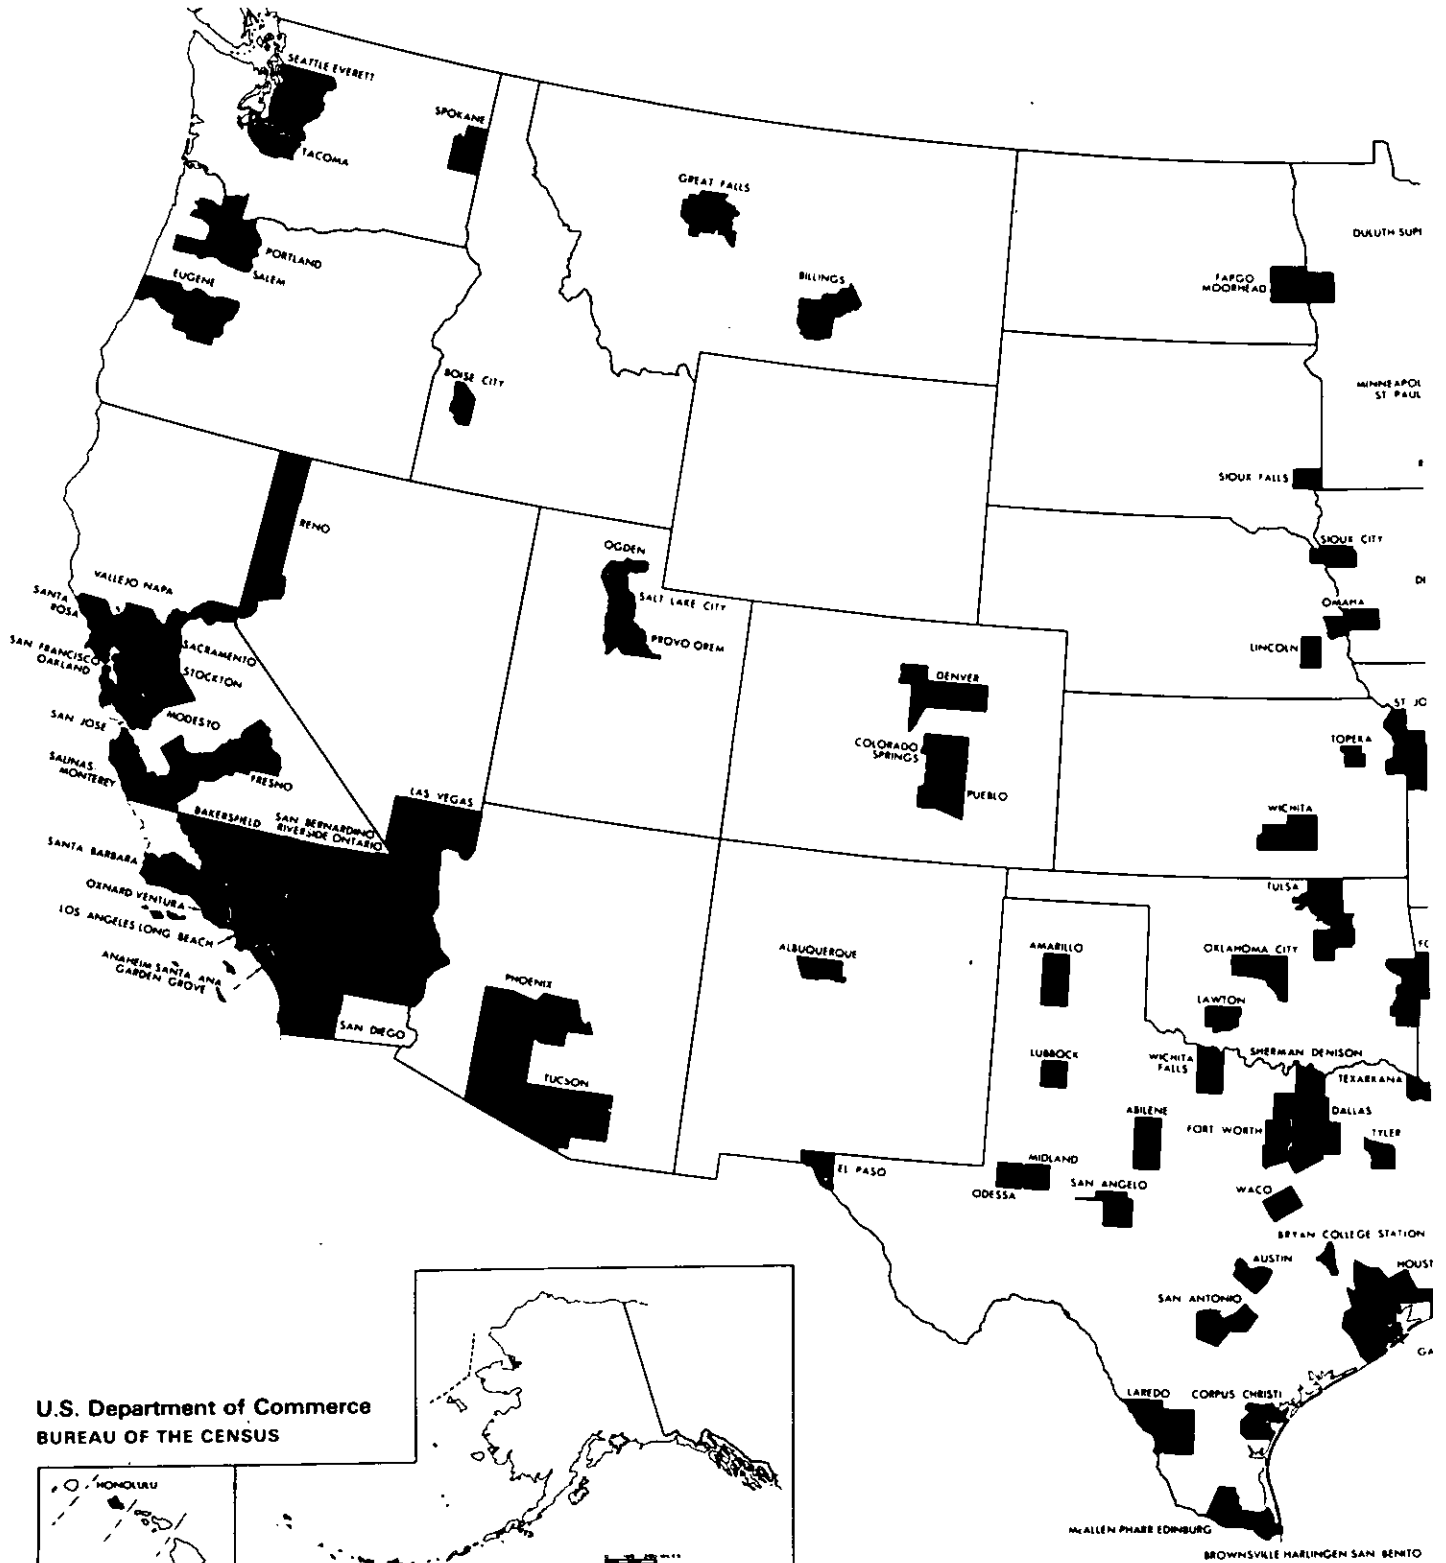 SEATTLE EVERETT
SPOKANE
TACOMA
GREAT FALLS
DULUTH SUP
PORTLAND
SALEM
EUGENE
BILLINGS
FARGO
MOORHEAD
BOISE CITY
MINNEAPOL
ST PAUL
SIOUX FALLS
RENO
SIOUX CITY
OGDEN
VALLEJO NAPA
SANTA
ROSA
SALT LAKE CITY
OMAHA
SAN FRANCISCO
OAKLAND
SACRAMENTO
PROVO OREM
LINCOLN
STOCKTON
DENVER
SAN JOSE
MODESTO
ST JO
COLORADO
SPRINGS
TOPEKA
SALINAS
MONTEREY
FRESNO
PUEBLO
LAS VEGAS
BAKERSFIELD
SAN BERNARDINO
RIVERSIDE ONTARIO
WICHITA
SANTA BARBARA
OXNARD VENTURA
TULSA
LOS ANGELES LONG BEACH
ANAHEIM SANTA ANA
GARDEN GROVE
ALBUQUERQUE
AMARILLO
OKLAHOMA CITY
PHOENIX
LAWTON
SAN DIEGO
LUBBOCK
WICHITA
FALLS
SHERMAN DENISON
TUCSON
TEXARKANA
ABILENE
DALLAS
FORT WORTH
TYLER
MIDLAND
EL PASO
ODESSA
SAN ANGELO
WACO
BRYAN COLLEGE STATION
AUSTIN
HOUST
SAN ANTONIO
GA
LAREDO
CORPUS CHRISTI
U.S. Department of Commerce
BUREAU OF THE CENSUS
HONOLULU
McALLEN PHARR EDINBURG
BROWNSVILLE HARLINGEN SAN BENITO